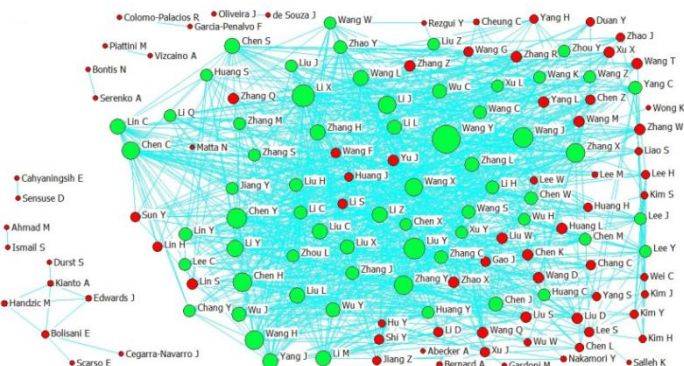 Colomo-Palacios R
Oliveira J
de Souza J
Garcia-Penalvo F
Wang W
Rezgui Y
Cheung C
Yang H
Duan Y
Piattini M
Vizcaino A
Chen S
Zhao Y
Liu Z
Wang G
Zhang R
Zhou Y
Xu X
Zhao J
Bontis N
Serenko A
Huang S
Liu J
Wang L
Zhang Z
Wang K
Wang Z
Wang T
Zhang Q
Li X
Li J
Wu C
Xu L
Yang L
Chen Z
Yang C
Wong K
Lin C
Li Q
Zhang M
Zhang H
Li L
Wang C
Wang Y
Wang J
Wang M
Zhang W
Chen C
Matta N
Zhang S
Wang F
Yu J
Zhang L
Zhang X
Liao S
Cahyaningsih E
Sensuse D
Jiang Y
Liu H
Huang J
Wang X
Li H
Lee W
Lee M
Lee H
Chen W
Kim S
Sun Y
Chen Y
Li C
Li S
Li Z
Chen X
Wang S
Wu H
Huang H
Lee J
Ahmad M
Ismail S
Lin Y
Lin H
Li Y
Liu C
Liu X
Liu Y
Xu Y
Liu W
Huang L
Chen M
Lee Y
Durst S
Kianto A
Lee C
Zhou L
Zhang C
Gao J
Chen K
Chang C
Handzic M
Edwards J
Lin S
Chen H
Zhang J
Zhang Y
Zhao X
Wang D
Wei C
Liu L
Chen J
Huang C
Yang S
Kim J
Chang Y
Wu J
Wu Y
Huang Y
Liu S
Liu D
Kim Y
Bolisani E
Hu Y
Li D
Wang Q
Lee S
Wang H
Shi Y
Wu W
Kim H
Cegarra-Navarro J
Scarso E
Yang J
Li M
Jiang Z
Abecker A
Xu J
Chen L
Nakamori Y
Bernard A
Gardoni M
Salleh K